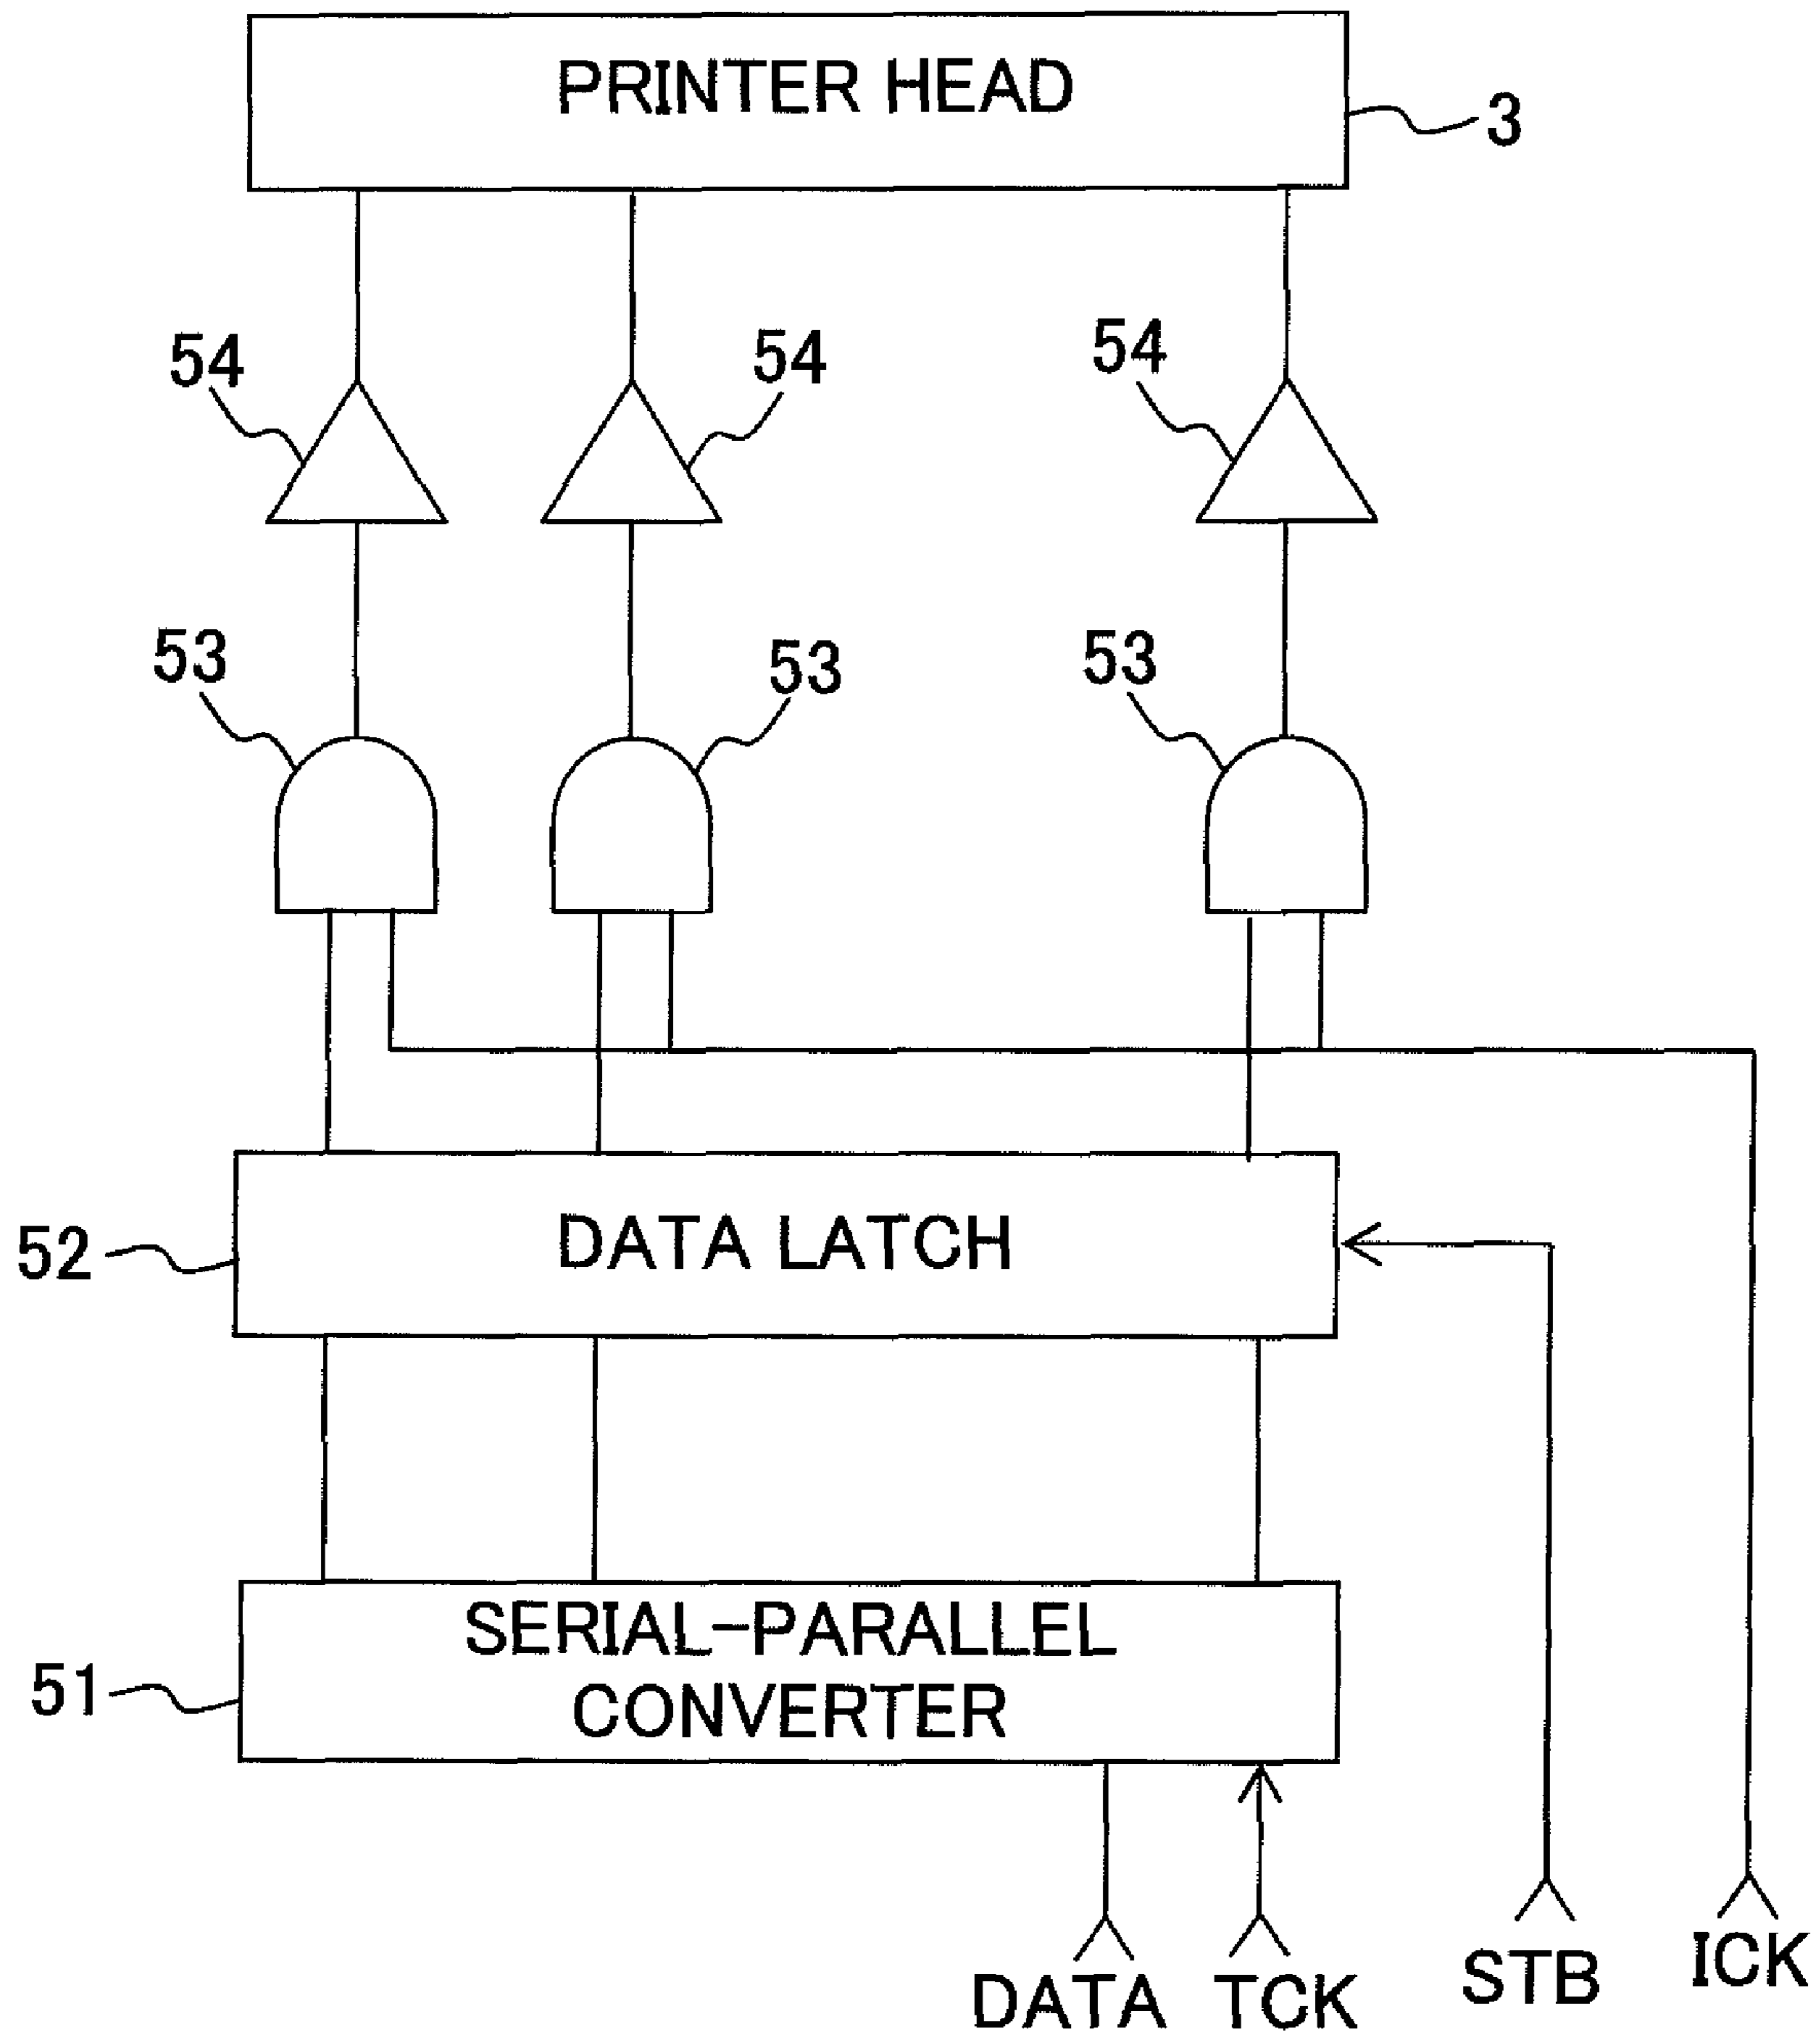 PRINTER HEAD
3
54
54
54
53
53
53
52
DATA LATCH
SERIAL-PARALLEL
CONVERTER
51
DATA
TCK
STB
ICK